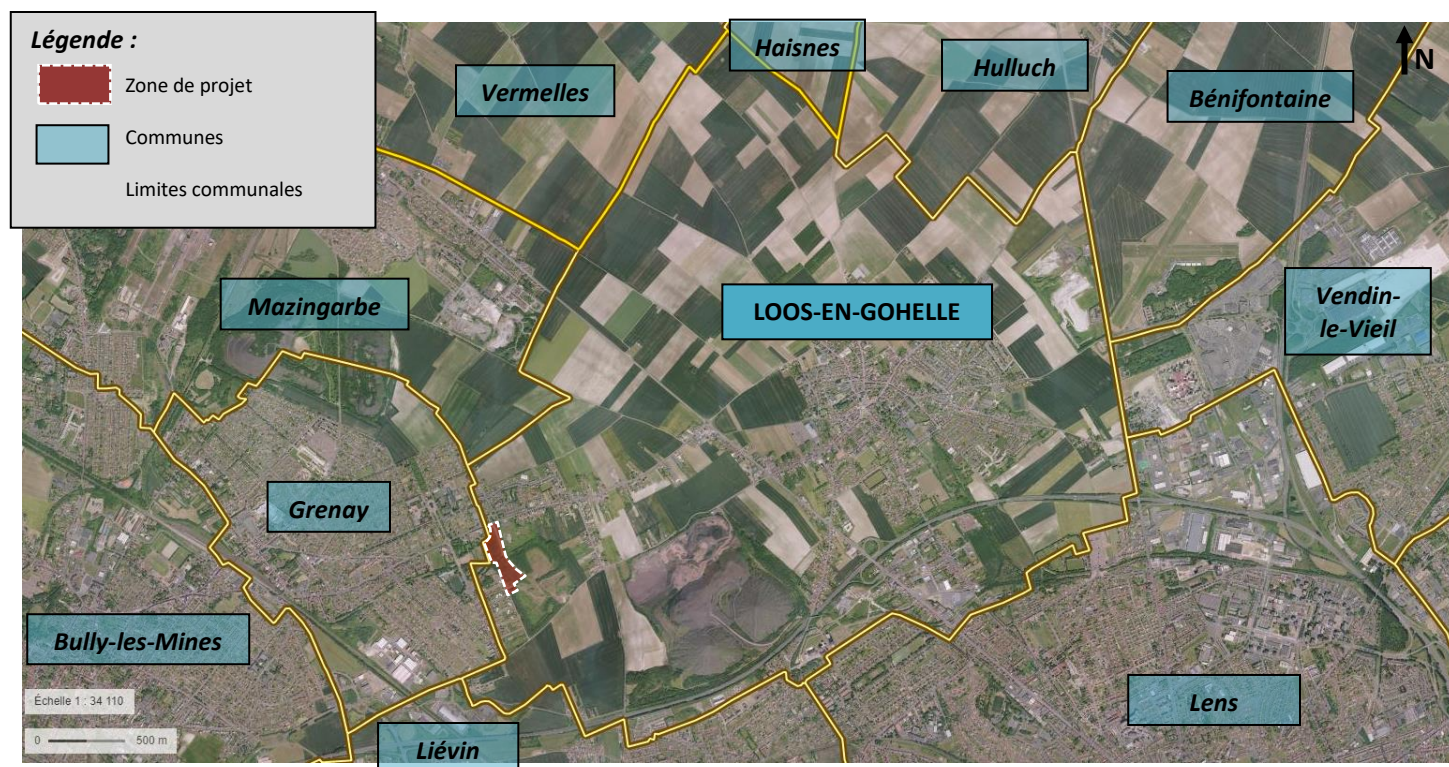 Légende :
Zone de projet
Communes
Limites communales
Haisnes
Hulluch
N
Vermelles
Bénifontaine
Mazingarbe
LOOS-EN-GOHELLE
Vendin-
le-Vieil
Grenay
Bully-les-Mines
Lens
Liévin
Échelle 1 : 34 110
0 500 m